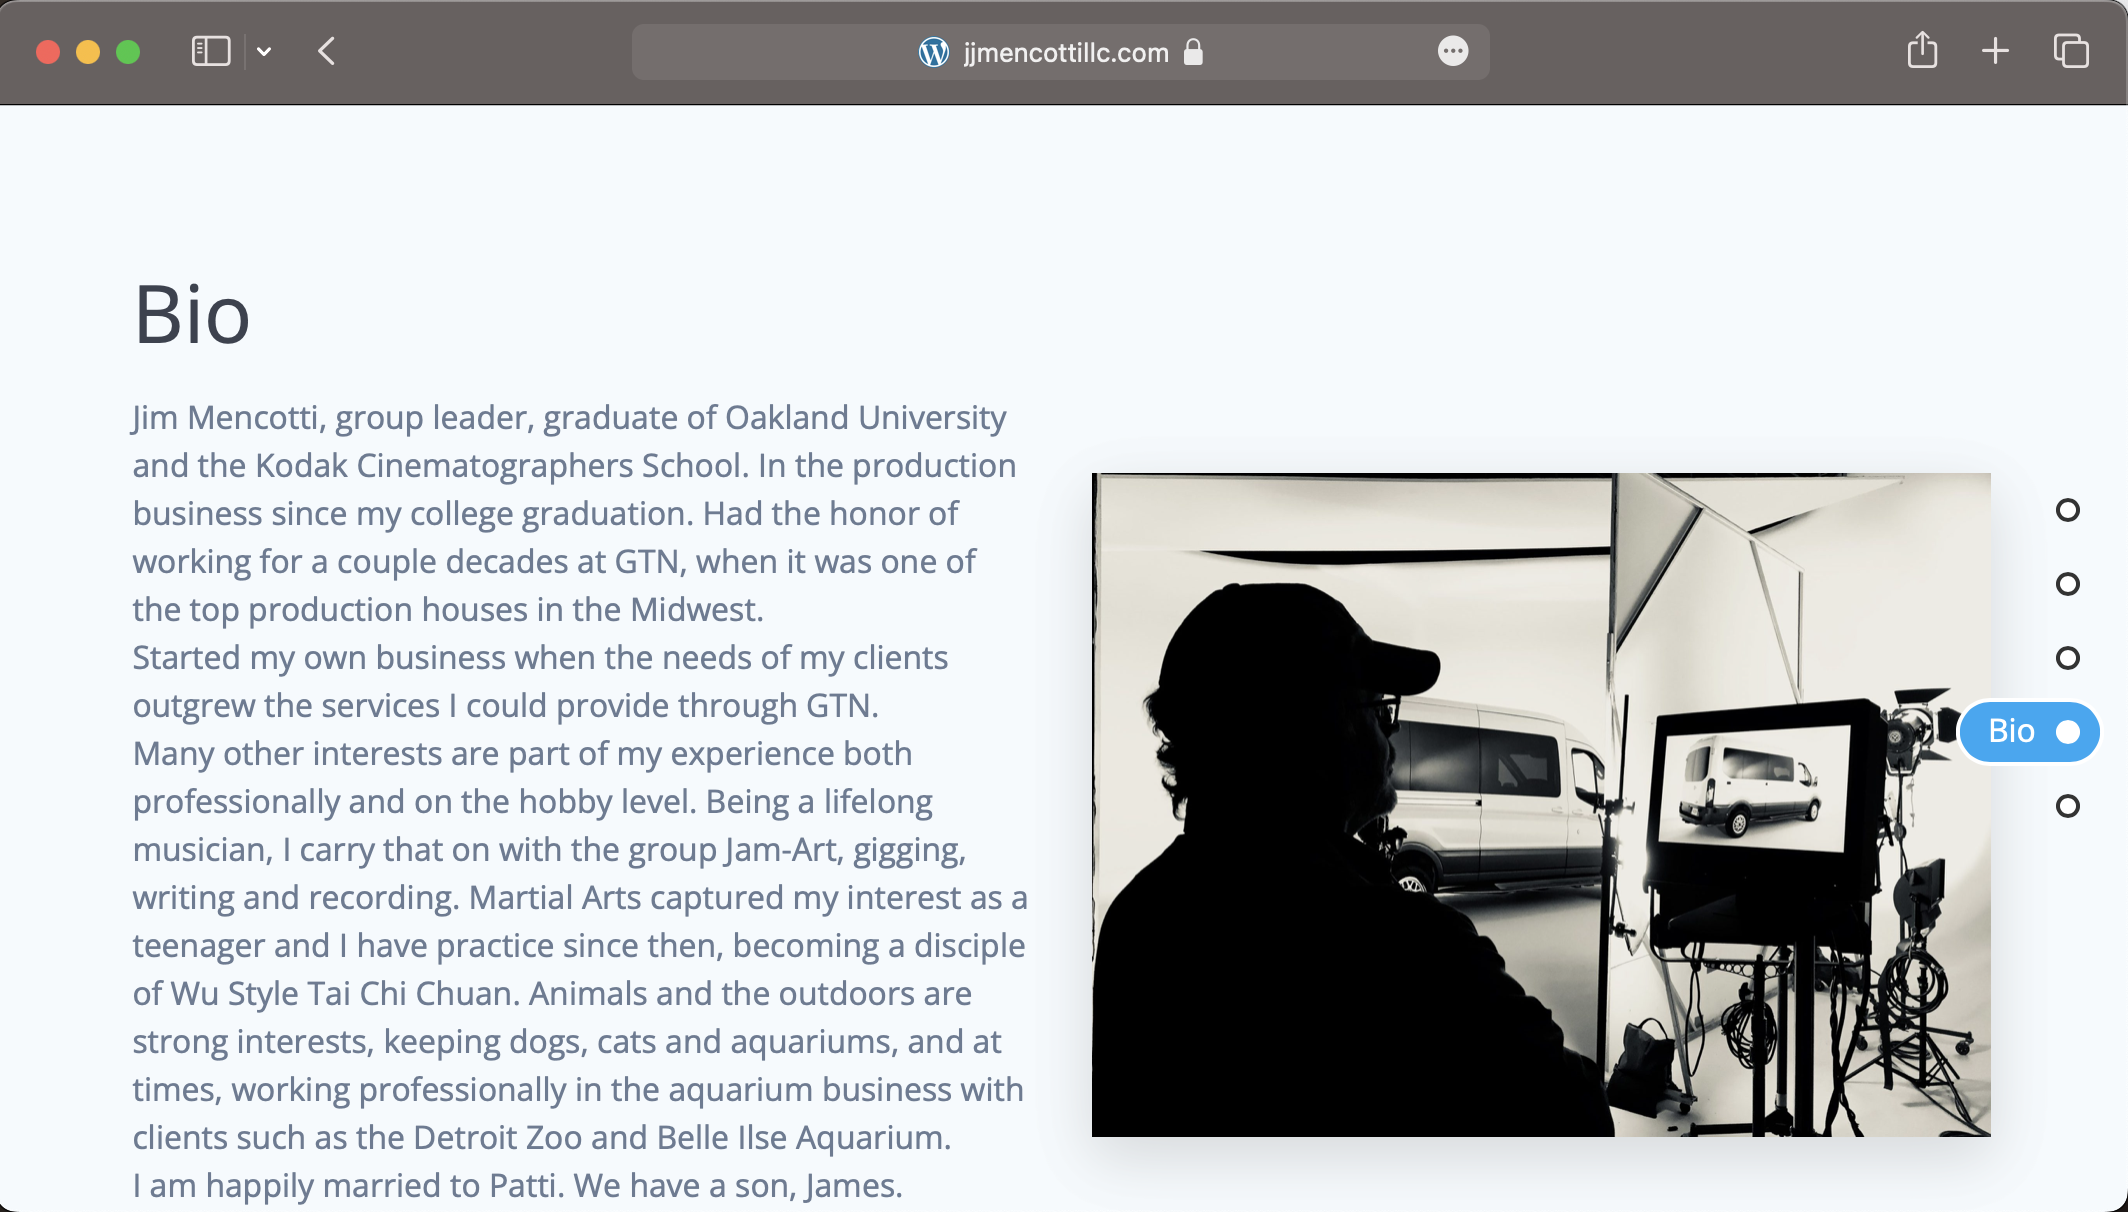 jjmencottillc.com
Bio
Jim Mencotti, group leader, graduate of Oakland University
and the Kodak Cinematographers School. In the production
business since my college graduation. Had the honor of
working for a couple decades at GTN, when it was one of
the top production houses in the Midwest.
Started my own business when the needs of my clients
outgrew the services I could provide through GTN.
Many other interests are part of my experience both
professionally and on the hobby level. Being a lifelong
musician, I carry that on with the group Jam-Art, gigging,
writing and recording. Martial Arts captured my interest as a
teenager and I have practice since then, becoming a disciple
of Wu Style Tai Chi Chuan. Animals and the outdoors are
strong interests, keeping dogs, cats and aquariums, and at
times, working professionally in the aquarium business with
clients such as the Detroit Zoo and Belle Ilse Aquarium.
I am happily married to Patti. We have a son, James.
Bio